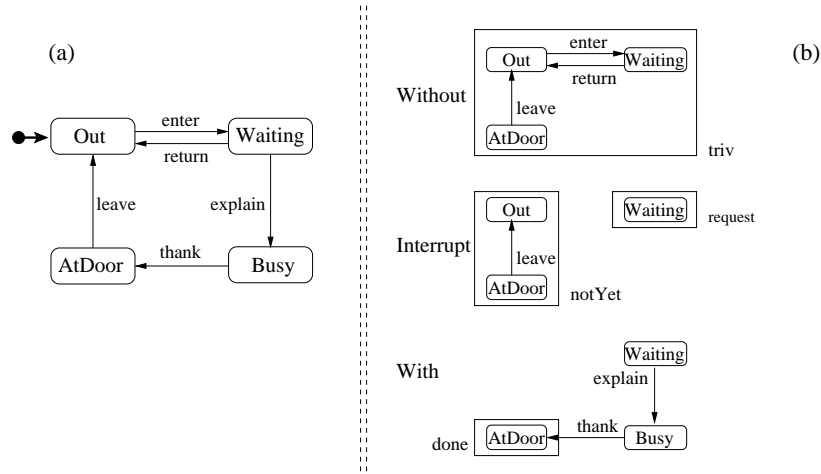 (a)
Out
enter
Waiting
return
leave
explain
AtDoor
thank
Busy
(b)
Without
Out
enter
Waiting
return
leave
AtDoor
triv
Interrupt
Out
leave
AtDoor
notYet
Waiting
request
With
Waiting
explain
done
AtDoor
thank
Busy